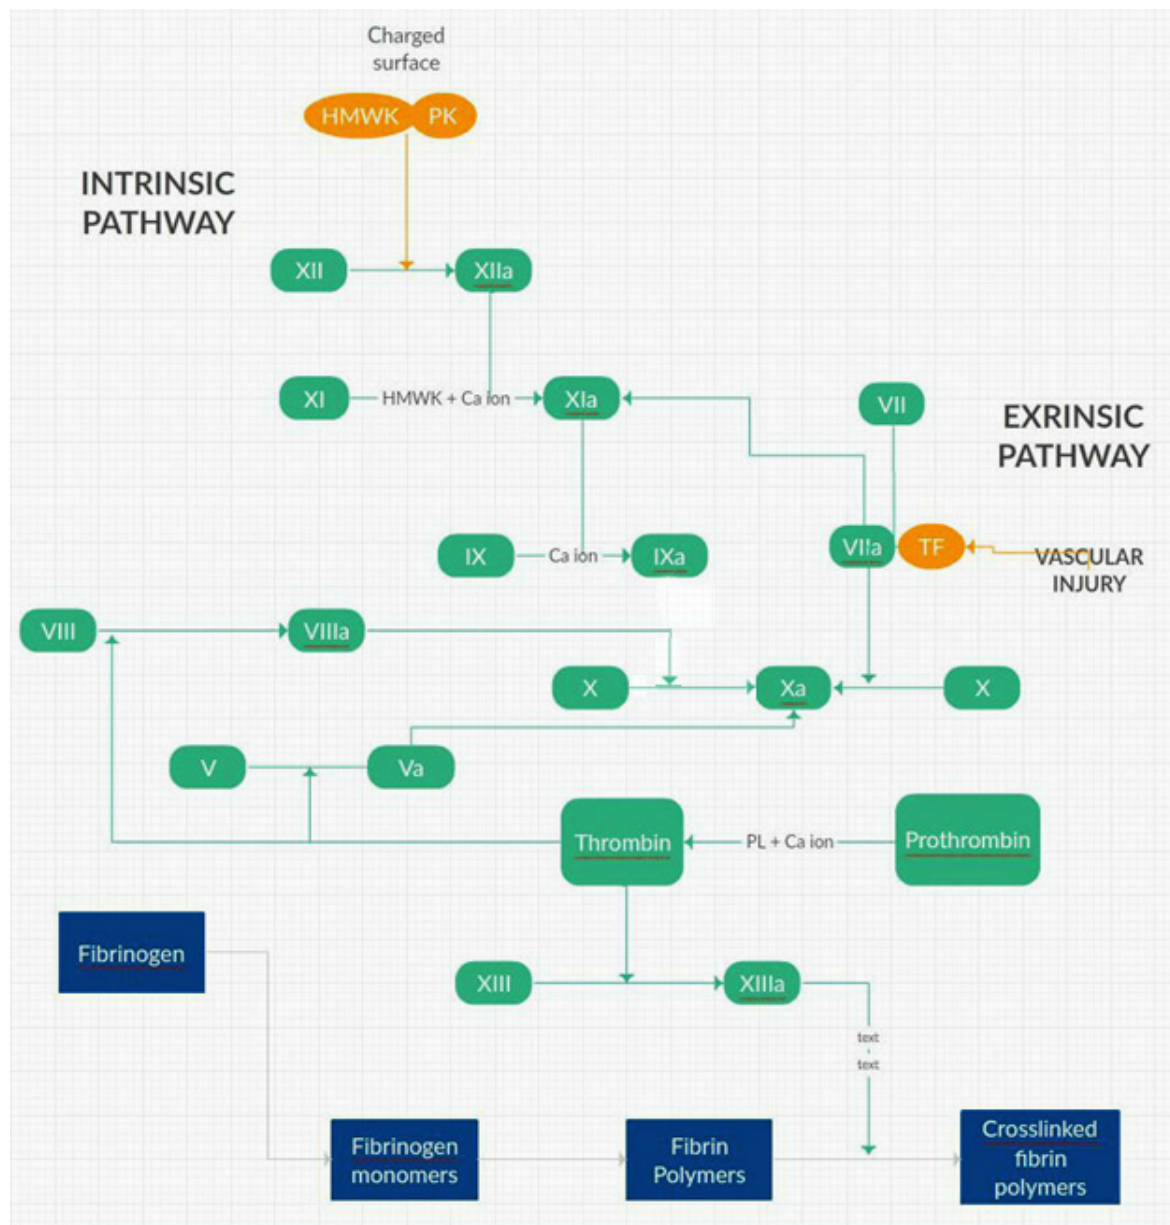 Charged
surface
HMWK PK
INTRINSIC
PATHWAY
XII XIIa
XI HMWK + Ca ion XIa VII
EXRINSIC
PATHWAY
IX Ca ion IXa VIIa TF
VASCULAR
INJURY
VIII VIIIa
X Xa X
V Va
Thrombin PL + Ca ion Prothrombin
Fibrinogen
XIII XIIIa
text
text
Fibrinogen
monomers
Fibrin
Polymers
Crosslinked
fibrin
polymers